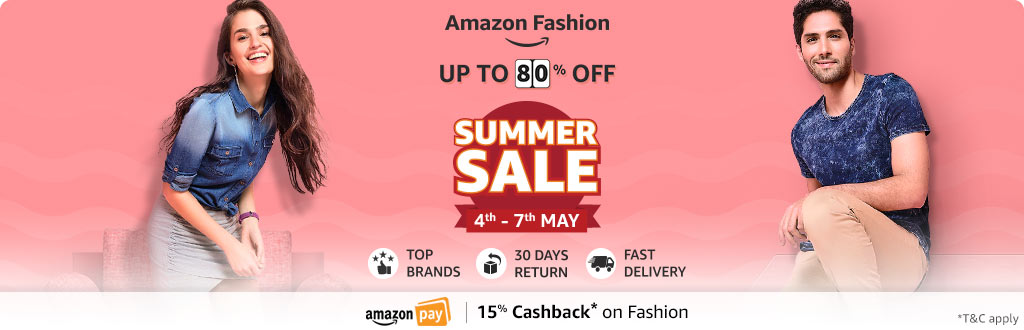 Amazon Fashion
UP TO 80% OFF
SUMMER
SALE
4th - 7th MAY
TOP
BRANDS
30 DAYS
RETURN
FAST
DELIVERY
amazon pay | 15% Cashback* on Fashion
*T&C apply